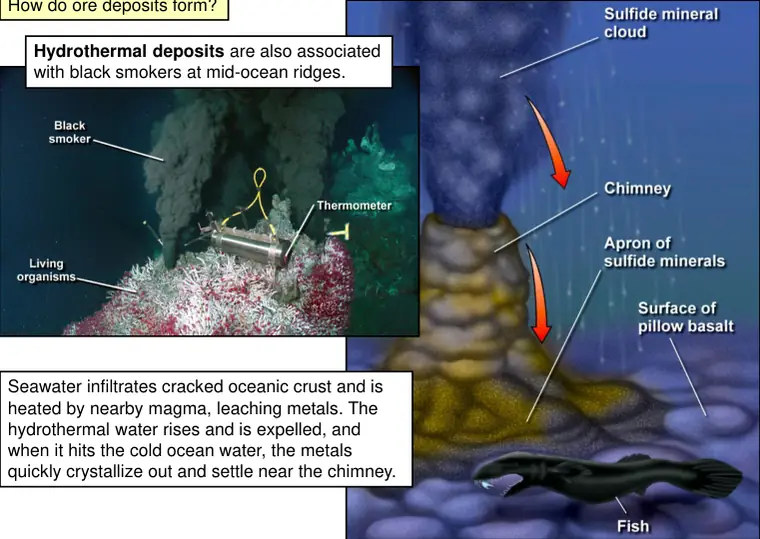 How do ore deposits form?
Hydrothermal deposits are also associated
with black smokers at mid-ocean ridges.
Black
smoker
Thermometer
Living
organisms
Seawater infiltrates cracked oceanic crust and is
heated by nearby magma, leaching metals. The
hydrothermal water rises and is expelled, and
when it hits the cold ocean water, the metals
quickly crystallize out and settle near the chimney.
Sulfide mineral
cloud
Chimney
Apron of
sulfide minerals
Surface of
pillow basalt
Fish